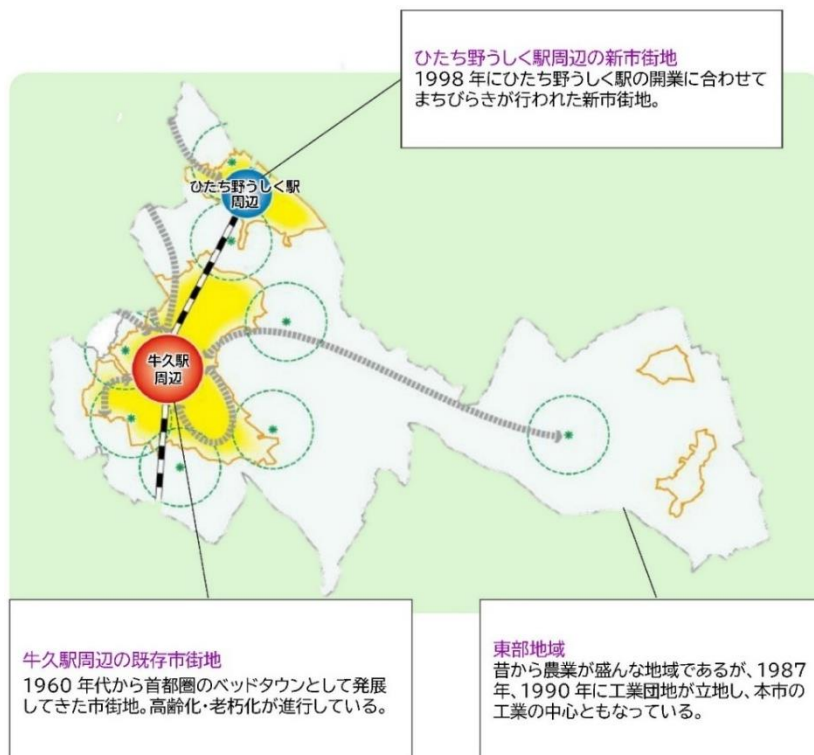 ひたち野うしく駅周辺の新市街地
1998 年にひたち野うしく駅の開業に合わせて
まちびらきが行われた新市街地。
ひたち野うしく駅
周辺
牛久駅
周辺
牛久駅周辺の既存市街地
1960 年代から首都圏のベッドタウンとして発展
してきた市街地。高齢化・老朽化が進行している。
東部地域
昔から農業が盛んな地域であるが、1987
年、1990 年に工業団地が立地し、本市の
工業の中心ともなっている。